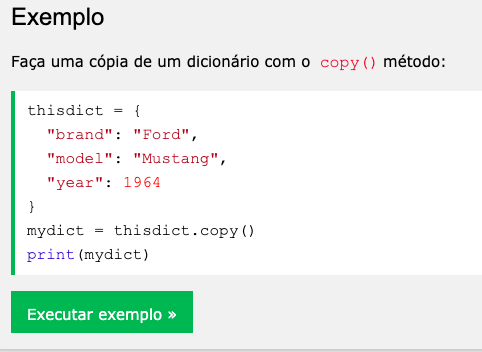 Exemplo
Faça uma cópia de um dicionário com o copy() método:
thisdict = {
  "brand": "Ford",
  "model": "Mustang",
  "year": 1964
}
mydict = thisdict.copy()
print(mydict)
Executar exemplo »